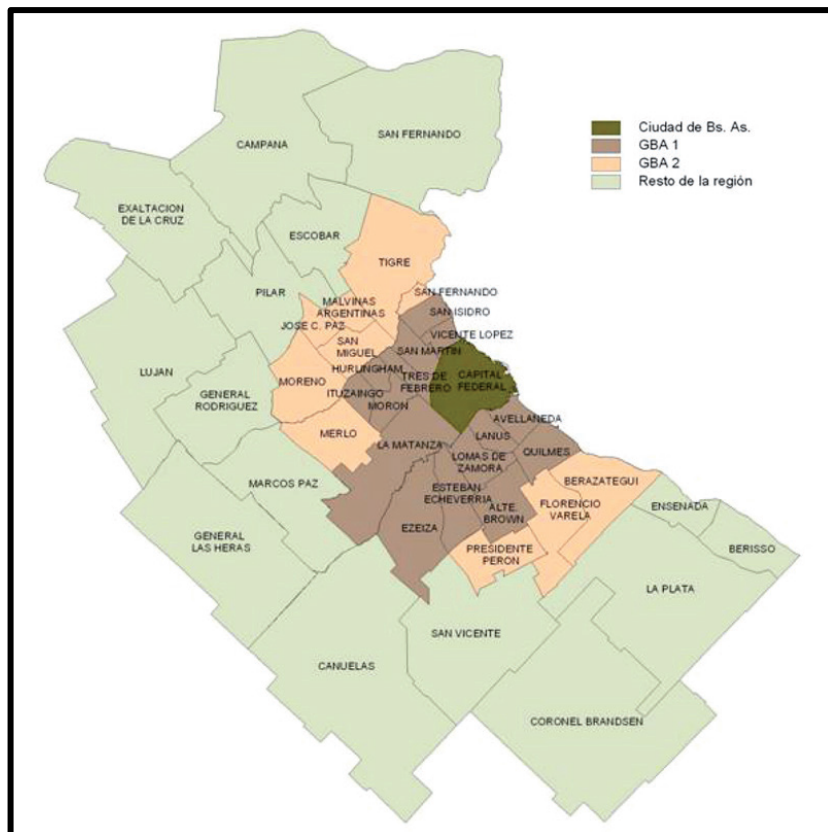 Ciudad de Bs. As.
GBA 1
GBA 2
Resto de la región
CAMPANA
SAN FERNANDO
EXALTACION
DE LA CRUZ
ESCOBAR
TIGRE
PILAR
MALVINAS
ARGENTINAS
SAN FERNANDO
SAN ISIDRO
JOSE C. PAZ
VICENTE LOPEZ
SAN
MIGUEL
SAN MARTIN
LUJAN
HURLINGHAM
MORENO
TRES DE
FEBRERO
CAPITAL
FEDERAL
GENERAL
RODRIGUEZ
ITUZAINGO
MORON
AVELLANEDA
MERLO
LA MATANZA
LANUS
QUILMES
LOMAS DE
ZAMORA
MARCOS PAZ
ESTEBAN
ECHEVERRIA
BERAZATEGUI
ALTE.
BROWN
FLORENCIO
VARELA
ENSENADA
EZEIZA
GENERAL
LAS HERAS
BERISSO
PRESIDENTE
PERON
LA PLATA
SAN VICENTE
CANUELAS
CORONEL BRANDSEN